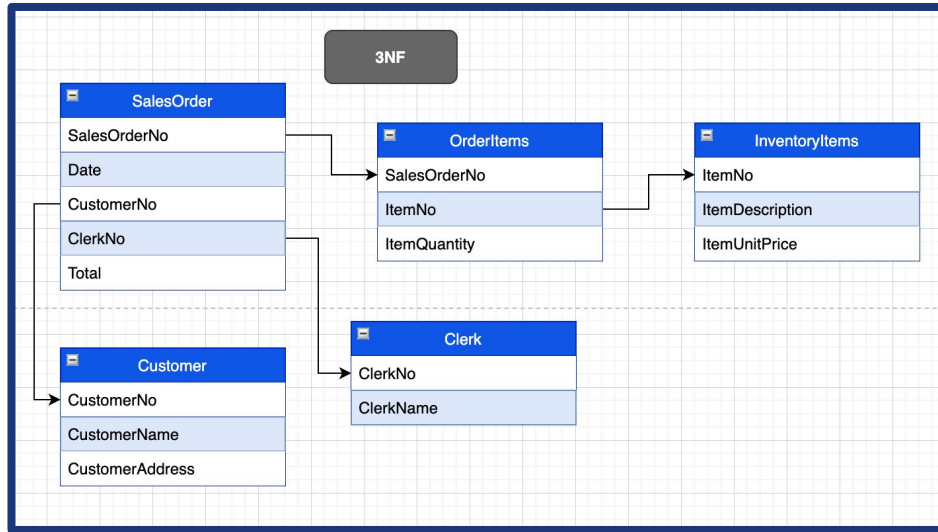 3NF
SalesOrder
SalesOrderNo
Date
CustomerNo
ClerkNo
Total
OrderItems
SalesOrderNo
ItemNo
ItemQuantity
InventoryItems
ItemNo
ItemDescription
ItemUnitPrice
Customer
CustomerNo
CustomerName
CustomerAddress
Clerk
ClerkNo
ClerkName